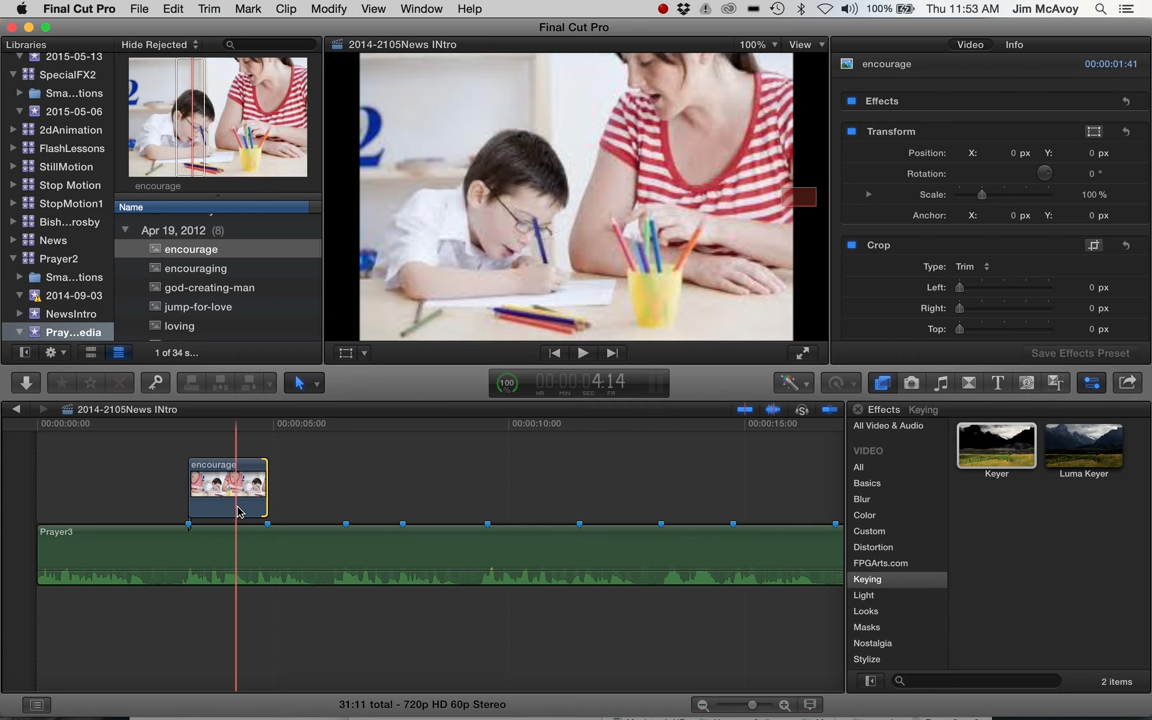 Final Cut Pro File Edit Trim Mark Clip Modify View Window Help 100% Thu 11:53 AM Jim McAvoy
Final Cut Pro
Libraries Hide Rejected 2014-2105News INtro 100% View Video Info
2015-05-13
SpecialFX2
Sma...tions
2015-05-06
2dAnimation
FlashLessons
StillMotion
Stop Motion
StopMotion1
Bish...rosby
News
Prayer2
Sma...tions
2014-09-03
NewsIntro
Pray...edia
encourage
Name
Apr 19, 2012 (8)
encourage
encouraging
god-creating-man
jump-for-love
loving
1 of 34 s...
encourage 00:00:01:41
Effects
Transform
Position: X: 0 px Y: 0 px
Rotation: 0 °
Scale: 100 %
Anchor: X: 0 px Y: 0 px
Crop
Type: Trim
Left: 0 px
Right: 0 px
Top: 0 px
Save Effects Preset
100 00:00:04:14
HR MIN SEC FR
2014-2105News INtro
00:00:00:00 00:00:05:00 00:00:10:00 00:00:15:00
encourage
Prayer3
Effects Keying
All Video & Audio
VIDEO
All
Basics
Blur
Color
Custom
Distortion
FPGArts.com
Keying
Light
Looks
Masks
Nostalgia
Stylize
Keyer Luma Keyer
2 items
31:11 total - 720p HD 60p Stereo